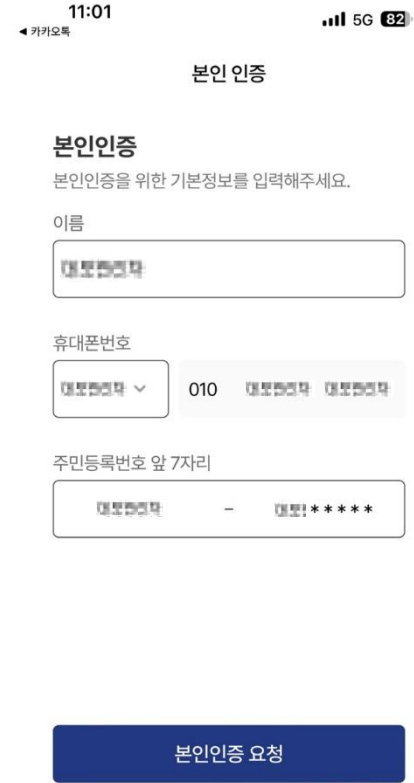 11:01
5G 82
◀ 카카오톡
본인 인증
본인인증
본인인증을 위한 기본정보를 입력해주세요.
이름
휴대폰번호
010
주민등록번호 앞 7자리
- *****
본인인증 요청